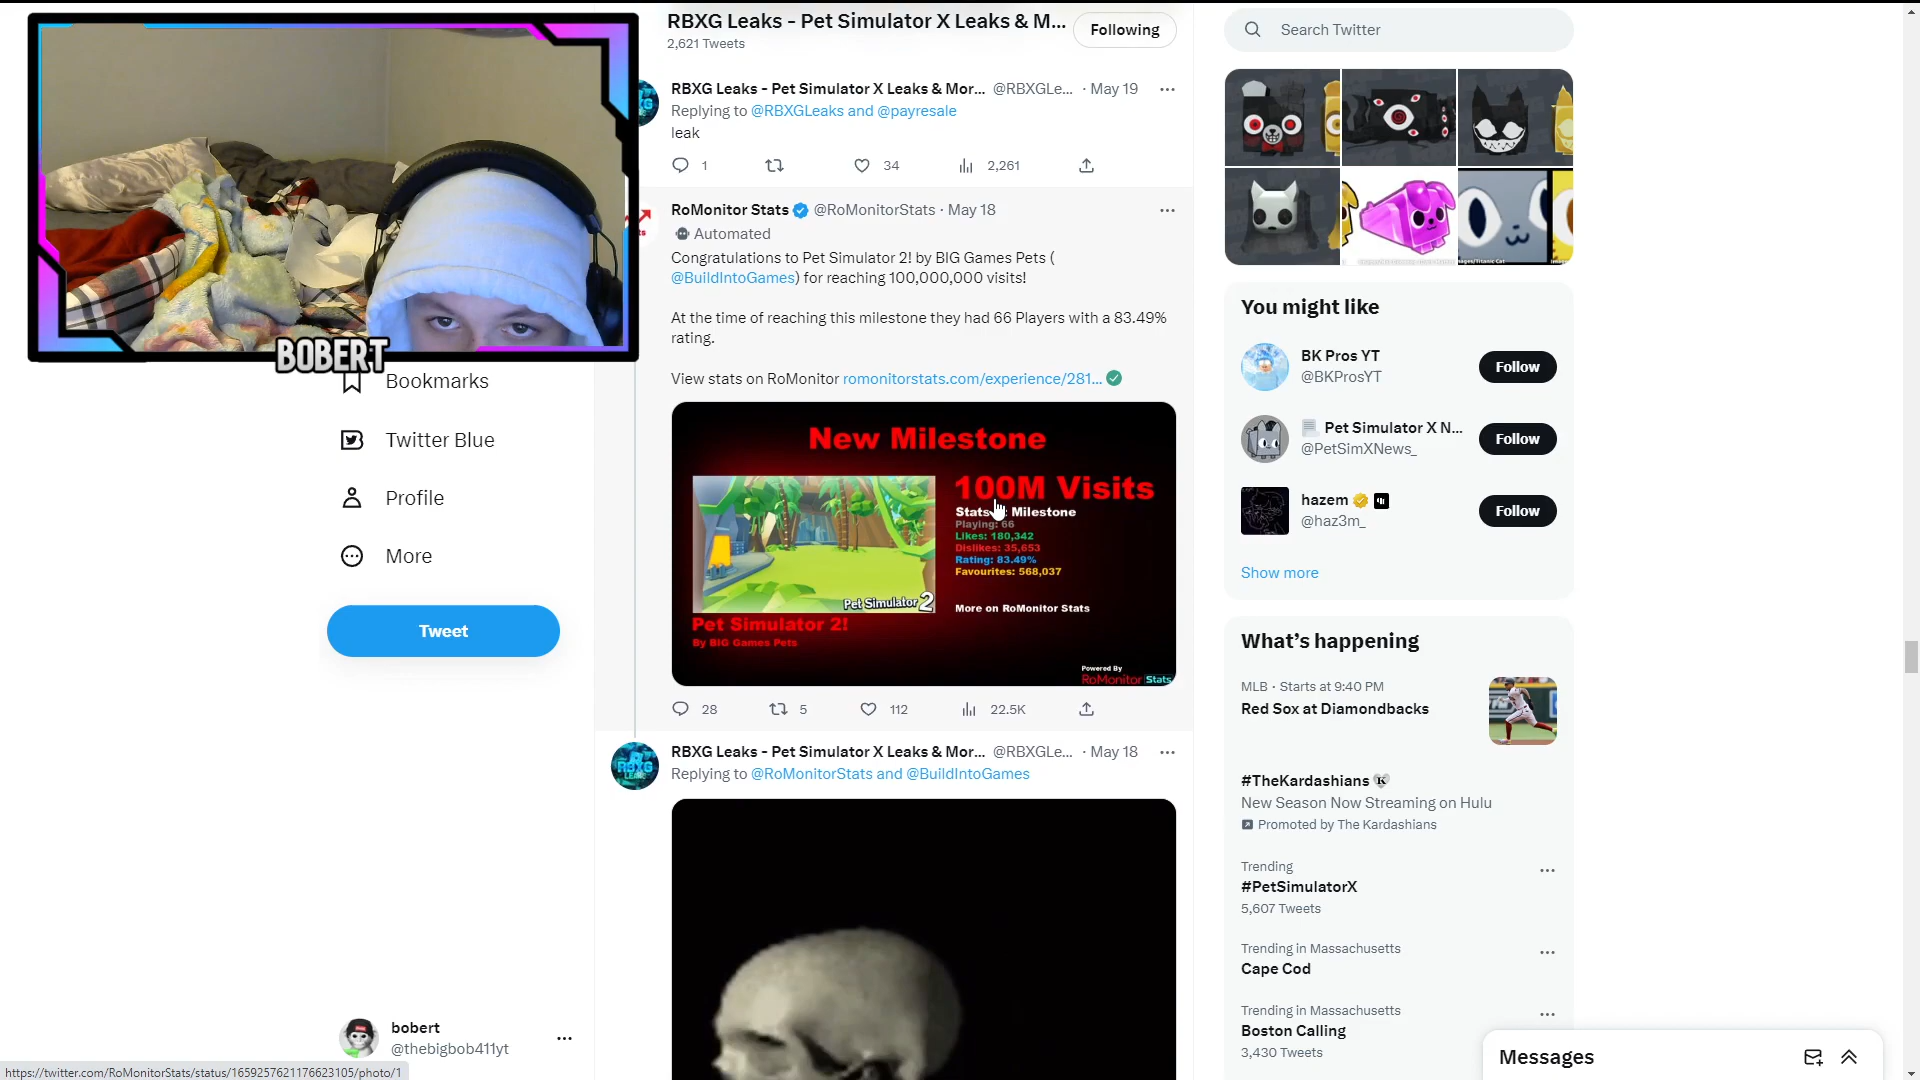 RBXG Leaks - Pet Simulator X Leaks & M...
2,621 Tweets
Following
Search Twitter
RBXG Leaks - Pet Simulator X Leaks & Mor... @RBXGLe... · May 19
Replying to @RBXGLeaks and @payresale
leak
1 34 2,261
RoMonitor Stats @RoMonitorStats · May 18
Automated
Congratulations to Pet Simulator 2! by BIG Games Pets (
@BuildIntoGames) for reaching 100,000,000 visits!
At the time of reaching this milestone they had 66 Players with a 83.49%
rating.
View stats on RoMonitor romonitorstats.com/experience/281...
New Milestone
100M Visits
Milestone
Playing: 66
Likes: 180,342
Dislikes: 35,653
Rating: 83.49%
Favourites: 568,037
More on RoMonitor Stats
Pet Simulator 2
Pet Simulator 2!
By BIG Games Pets
Powered By
RoMonitor Stats
28 5 112 22.5K
RBXG Leaks - Pet Simulator X Leaks & Mor... @RBXGLe... · May 18
Replying to @RoMonitorStats and @BuildIntoGames
RBXG
BOBERT
Bookmarks
Twitter Blue
Profile
More
Tweet
bobert
@thebigbob411yt
https://twitter.com/RoMonitorStats/status/1659257621176623105/photo/1
You might like
BK Pros YT
@BKProsYT
Follow
Pet Simulator X N...
@PetSimXNews_
Follow
hazem
@haz3m_
Follow
Show more
What's happening
MLB · Starts at 9:40 PM
Red Sox at Diamondbacks
#TheKardashians
New Season Now Streaming on Hulu
Promoted by The Kardashians
Trending
#PetSimulatorX
5,607 Tweets
Trending in Massachusetts
Cape Cod
Trending in Massachusetts
Boston Calling
3,430 Tweets
Messages